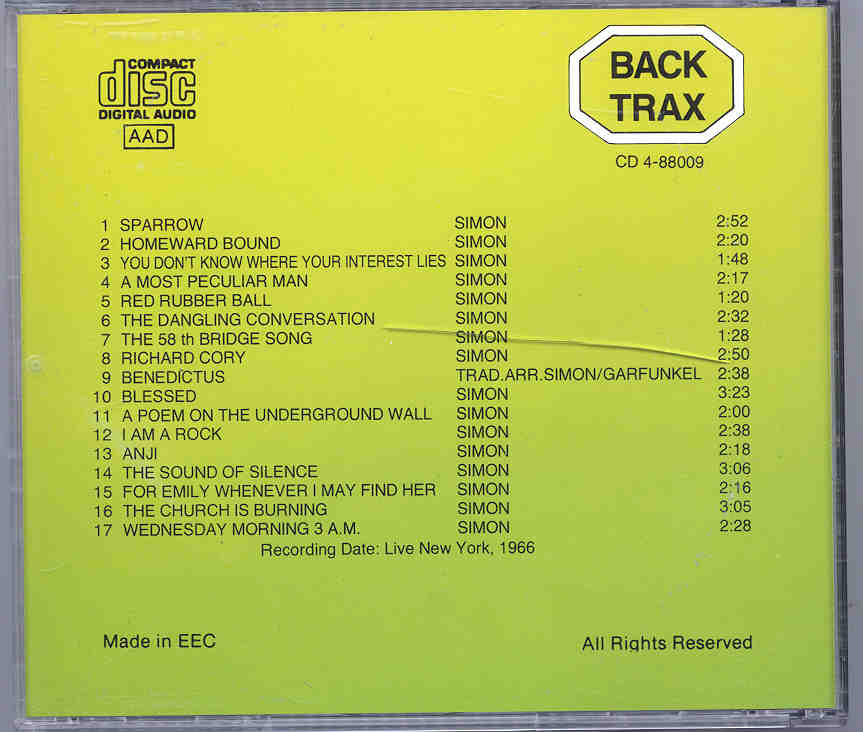 COMPACT
disc
DIGITAL AUDIO
AAD
BACK
TRAX
CD 4-88009
1 SPARROW SIMON 2:52
2 HOMEWARD BOUND SIMON 2:20
3 YOU DON'T KNOW WHERE YOUR INTEREST LIES SIMON 1:48
4 A MOST PECULIAR MAN SIMON 2:17
5 RED RUBBER BALL SIMON 1:20
6 THE DANGLING CONVERSATION SIMON 2:32
7 THE 58 th BRIDGE SONG SIMON 1:28
8 RICHARD CORY SIMON 2:50
9 BENEDICTUS TRAD.ARR.SIMON/GARFUNKEL 2:38
10 BLESSED SIMON 3:23
11 A POEM ON THE UNDERGROUND WALL SIMON 2:00
12 I AM A ROCK SIMON 2:38
13 ANJI SIMON 2:18
14 THE SOUND OF SILENCE SIMON 3:06
15 FOR EMILY WHENEVER I MAY FIND HER SIMON 2:16
16 THE CHURCH IS BURNING SIMON 3:05
17 WEDNESDAY MORNING 3 A.M. SIMON 2:28
Recording Date: Live New York, 1966
Made in EEC All Rights Reserved